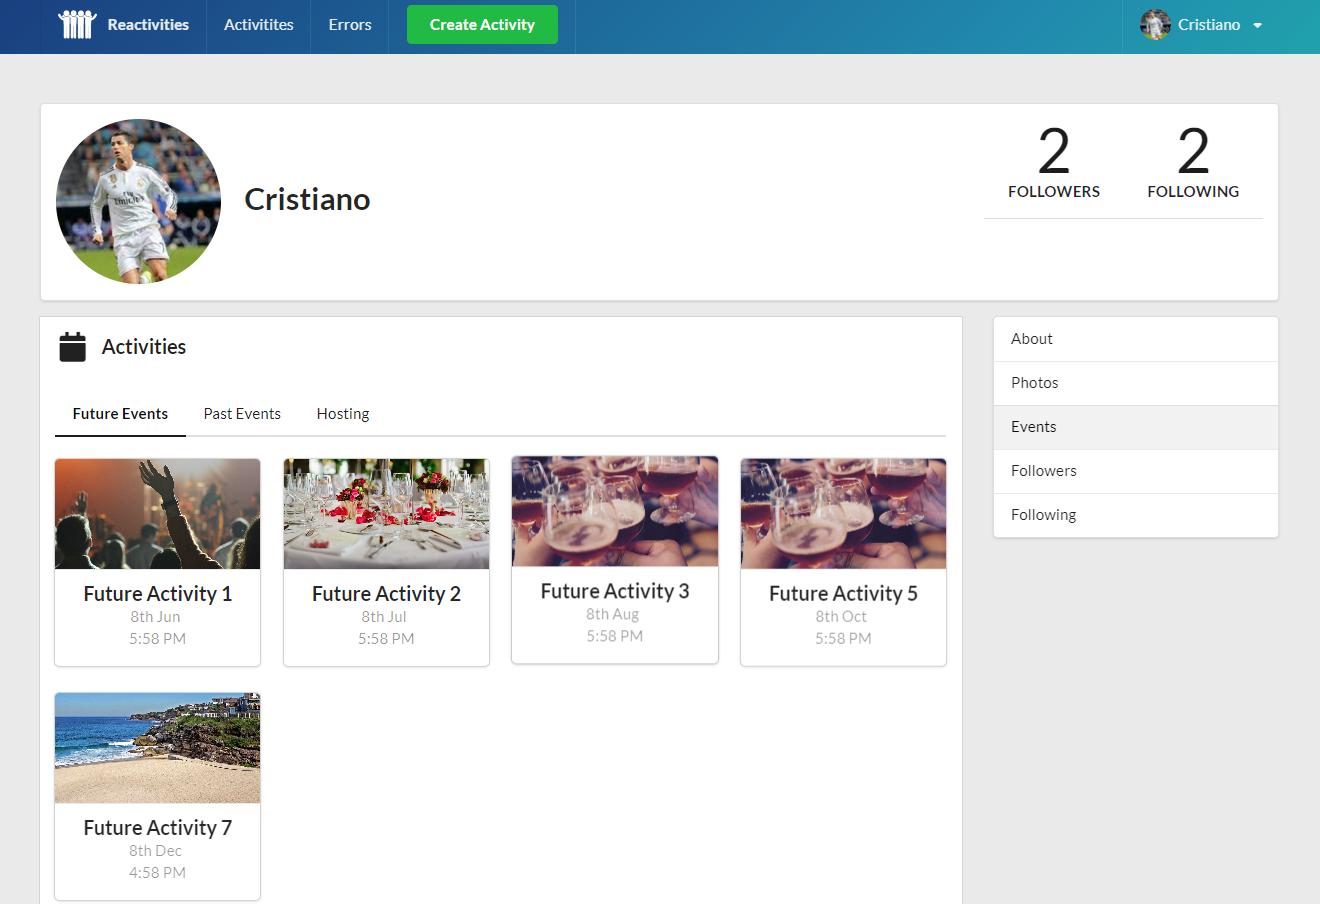 Reactivities
Activitites
Errors
Create Activity
Cristiano
Cristiano
2
FOLLOWERS
2
FOLLOWING
Activities
Future Events
Past Events
Hosting
Future Activity 1
8th Jun
5:58 PM
Future Activity 2
8th Jul
5:58 PM
Future Activity 3
8th Aug
5:58 PM
Future Activity 5
8th Oct
5:58 PM
Future Activity 7
8th Dec
4:58 PM
About
Photos
Events
Followers
Following